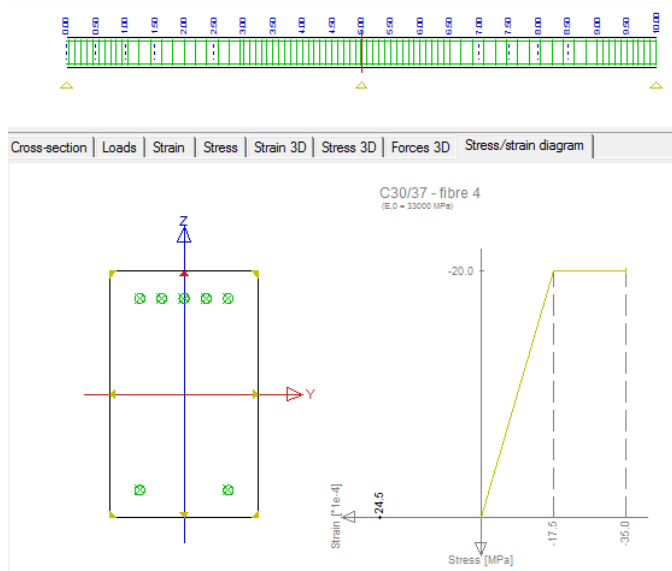 0.00 0.50 1.00 1.50 2.00 2.50 3.00 3.50 4.00 4.50 5.00 5.50 6.00 6.50 7.00 7.50 8.00 8.50 9.00 9.50 10.00
Cross-section | Loads | Strain | Stress | Strain 3D | Stress 3D | Forces 3D | Stress/strain diagram
C30/37 - fibre 4
(E,0 = 33000 MPa)
Z
Y
-20.0
Strain [*1e-4]
24.5
-17.5
-35.0
Stress [MPa]